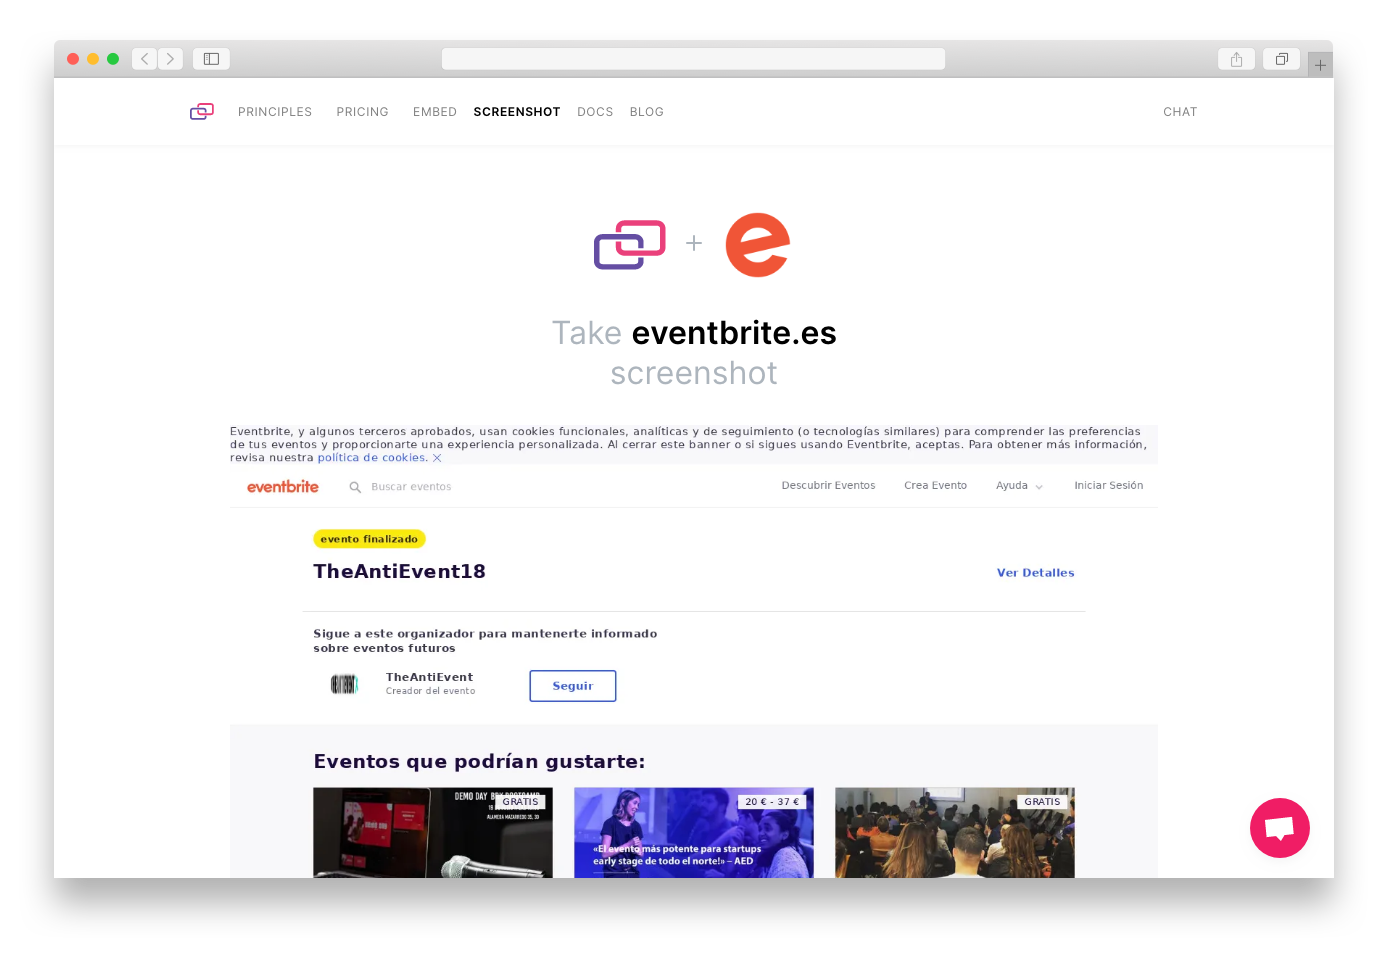 PRINCIPLES PRICING EMBED SCREENSHOT DOCS BLOG CHAT
Take eventbrite.es
screenshot
Eventbrite, y algunos terceros aprobados, usan cookies funcionales, analíticas y de seguimiento (o tecnologías similares) para comprender las preferencias
de tus eventos y proporcionarte una experiencia personalizada. Al cerrar este banner o si sigues usando Eventbrite, aceptas. Para obtener más información,
revisa nuestra política de cookies.
eventbrite Buscar eventos Descubrir Eventos Crea Evento Ayuda Iniciar Sesión
evento finalizado
TheAntiEvent18
Ver Detalles
Sigue a este organizador para mantenerte informado
sobre eventos futuros
TheAntiEvent
Creador del evento
Seguir
Eventos que podrían gustarte:
DEMO DAY
GRATIS
20 € - 37 €
«El evento más potente para startups
early stage de todo el norte!» – AED
GRATIS